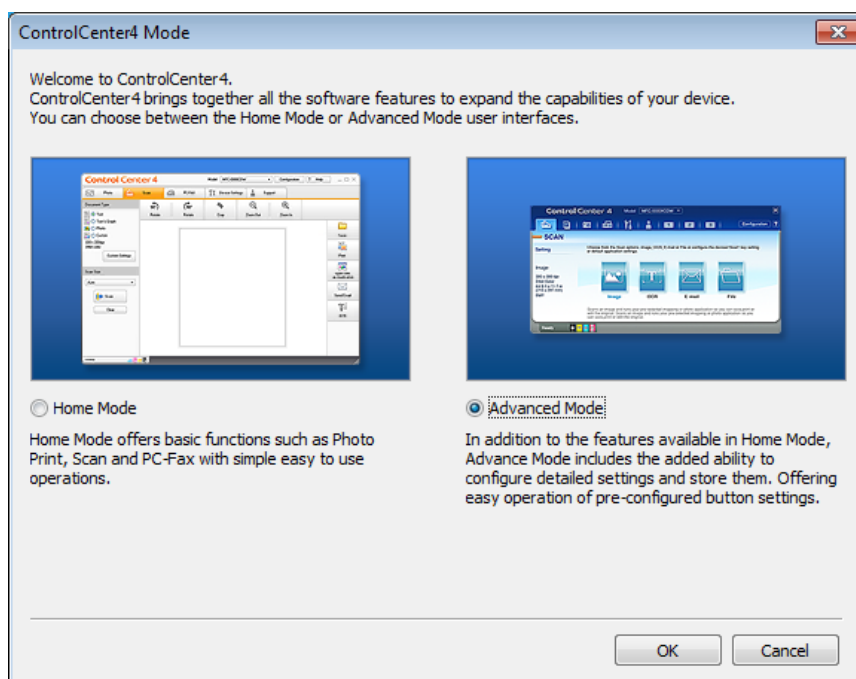 ControlCenter4 Mode
Welcome to ControlCenter4.
ControlCenter4 brings together all the software features to expand the capabilities of your device.
You can choose between the Home Mode or Advanced Mode user interfaces.
Control Center 4
Photo
Scan
PC-FAX
Device Settings
Support
Control Center 4
Configuration
SCAN
Setting
Image
Image
OCR
E-mail
File
Ready
Home Mode
Home Mode offers basic functions such as Photo
Print, Scan and PC-Fax with simple easy to use
operations.
Advanced Mode
In addition to the features available in Home Mode,
Advance Mode includes the added ability to
configure detailed settings and store them. Offering
easy operation of pre-configured button settings.
OK
Cancel